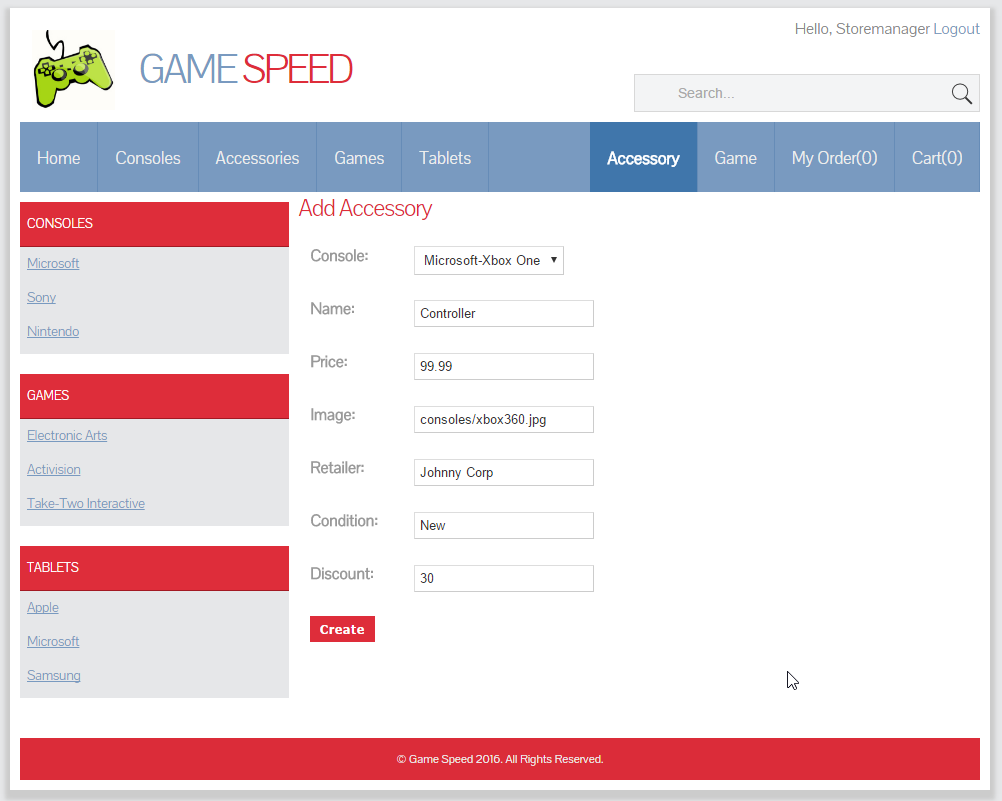 Hello, Storemanager Logout
GAME SPEED
Search...
Home Consoles Accessories Games Tablets Accessory Game My Order(0) Cart(0)
CONSOLES
Microsoft
Sony
Nintendo
GAMES
Electronic Arts
Activision
Take-Two Interactive
TABLETS
Apple
Microsoft
Samsung
Add Accessory
Console: Microsoft-Xbox One
Name: Controller
Price: 99.99
Image: consoles/xbox360.jpg
Retailer: Johnny Corp
Condition: New
Discount: 30
Create
© Game Speed 2016. All Rights Reserved.